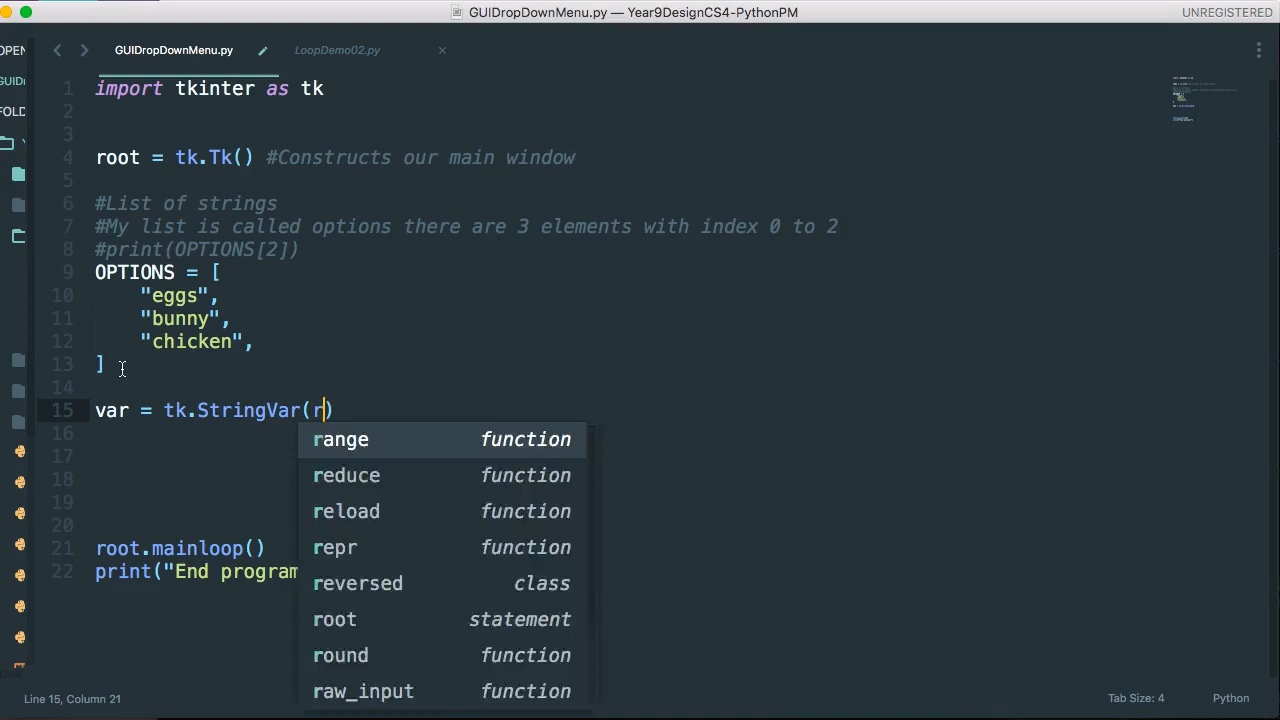 GUIDropDownMenu.py — Year9DesignCS4-PythonPM
UNREGISTERED
OPEN
GUIDropDownMenu.py
LoopDemo02.py
GUIDr
FOLD
1 import tkinter as tk
2
3
4 root = tk.Tk() #Constructs our main window
5
6 #List of strings
7 #My list is called options there are 3 elements with index 0 to 2
8 #print(OPTIONS[2])
9 OPTIONS = [
10 "eggs",
11 "bunny",
12 "chicken",
13 ]
14
15 var = tk.StringVar(r)
16
17
18
19
20
21 root.mainloop()
22 print("End program
range function
reduce function
reload function
repr function
reversed class
root statement
round function
raw_input function
Line 15, Column 21
Tab Size: 4
Python